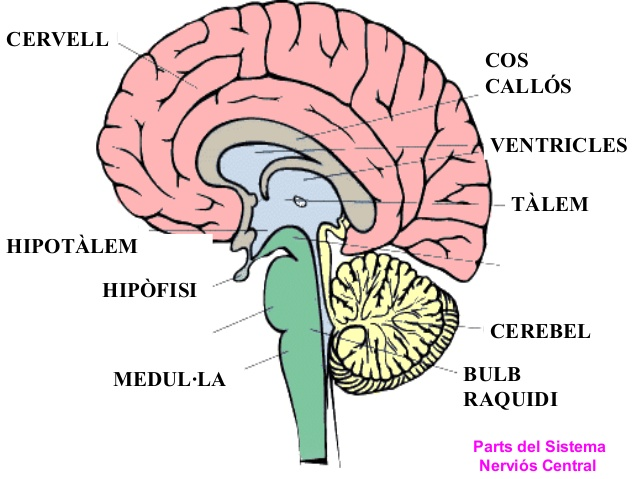 CERVELL
COS
CALLÓS
VENTRICLES
TÀLEM
HIPOTÀLEM
HIPÒFISI
CEREBEL
MEDUL·LA
BULB
RAQUIDI
Parts del Sistema
Nerviós Central